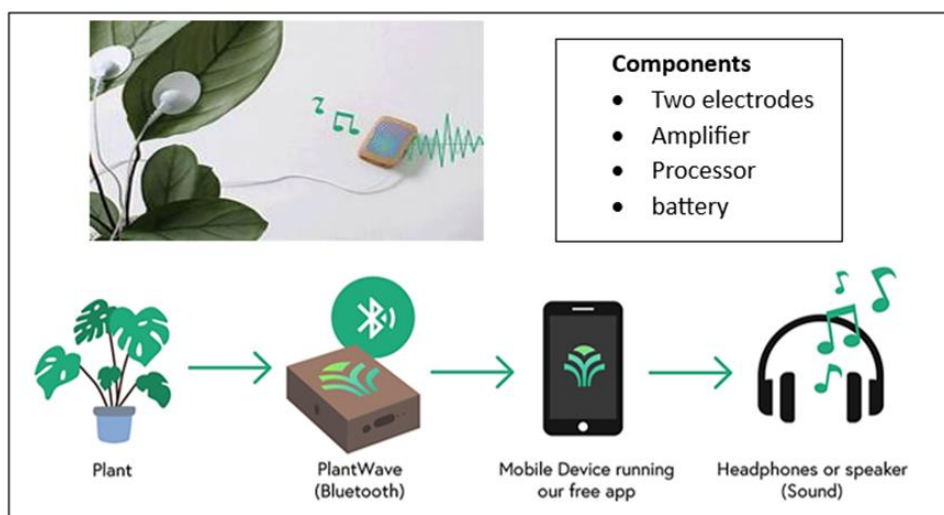 Components
Two electrodes
Amplifier
Processor
battery
Plant
PlantWave
(Bluetooth)
Mobile Device running
our free app
Headphones or speaker
(Sound)